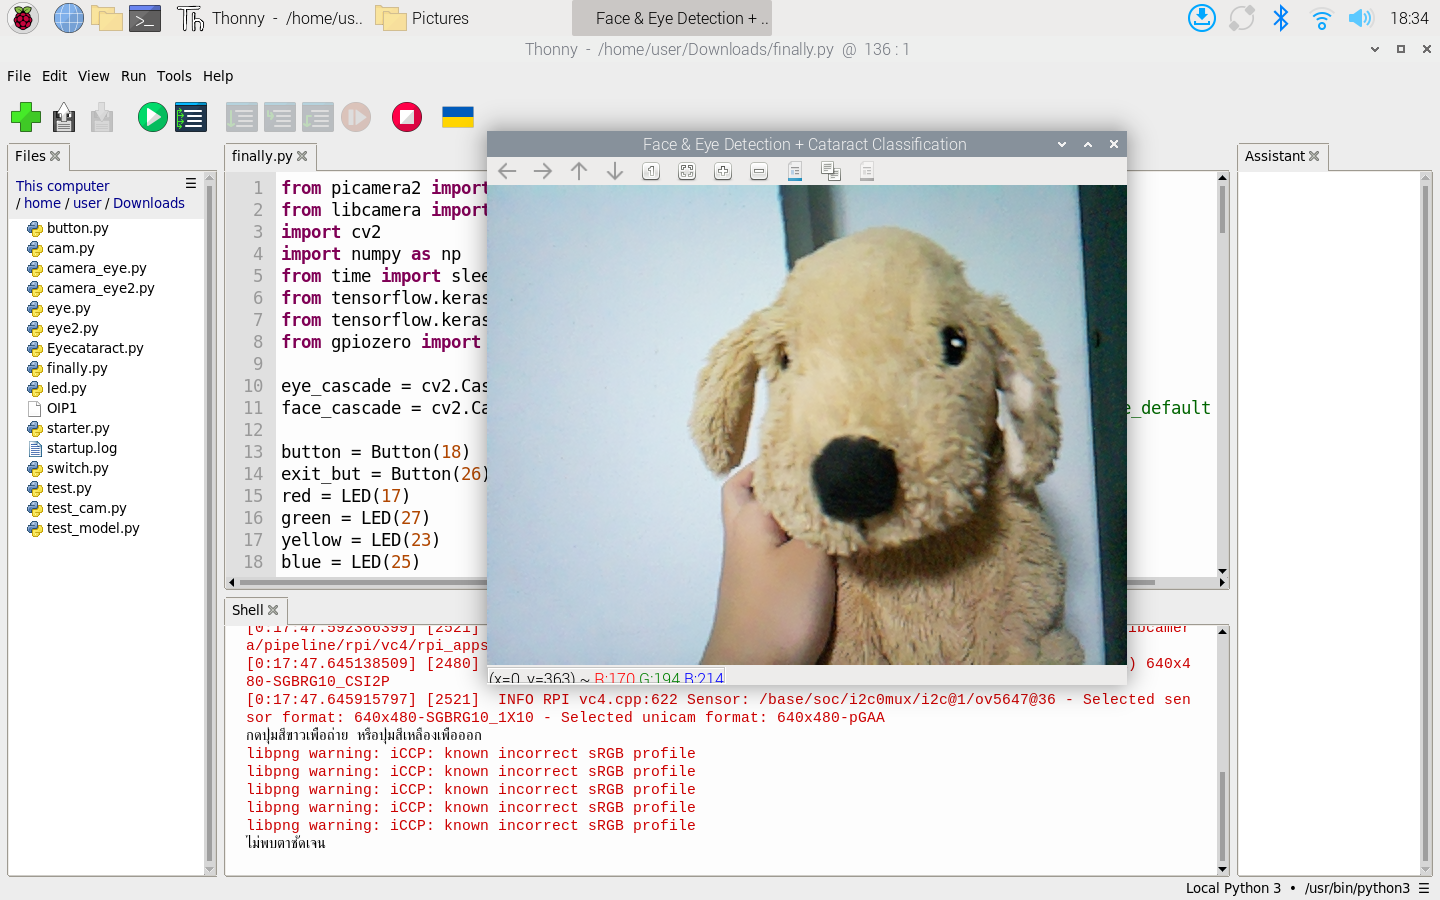 Thonny - /home/us..
Pictures
Face & Eye Detection + ..
18:34
Thonny - /home/user/Downloads/finally.py @ 136 : 1
File Edit View Run Tools Help
Files
This computer
/ home / user / Downloads
button.py
cam.py
camera_eye.py
camera_eye2.py
eye.py
eye2.py
Eyecataract.py
finally.py
led.py
OIP1
starter.py
startup.log
switch.py
test.py
test_cam.py
test_model.py
finally.py
1 from picamera2 import
2 from libcamera import
3 import cv2
4 import numpy as np
5 from time import slee
6 from tensorflow.keras
7 from tensorflow.keras
8 from gpiozero import
9
10 eye_cascade = cv2.Cas
11 face_cascade = cv2.Ca e_default
12
13 button = Button(18)
14 exit_but = Button(26)
15 red = LED(17)
16 green = LED(27)
17 yellow = LED(23)
18 blue = LED(25)
Face & Eye Detection + Cataract Classification
(x=0, y=363) ~ R:170 G:194 B:214
Assistant
Shell
[0:17:47.592386399] [2521] ibcamer
a/pipeline/rpi/vc4/rpi_apps
[0:17:47.645138509] [2480] ) 640x4
80-SGBRG10_CSI2P
[0:17:47.645915797] [2521] INFO RPI vc4.cpp:622 Sensor: /base/soc/i2c0mux/i2c@1/ov5647@36 - Selected sen
sor format: 640x480-SGBRG10_1X10 - Selected unicam format: 640x480-pGAA
กดปุ่มสีขาวเพื่อถ่าย หรือปุ่มสีเหลืองเพื่อออก
libpng warning: iCCP: known incorrect sRGB profile
libpng warning: iCCP: known incorrect sRGB profile
libpng warning: iCCP: known incorrect sRGB profile
libpng warning: iCCP: known incorrect sRGB profile
libpng warning: iCCP: known incorrect sRGB profile
ไม่พบตาชัดเจน
Local Python 3 • /usr/bin/python3